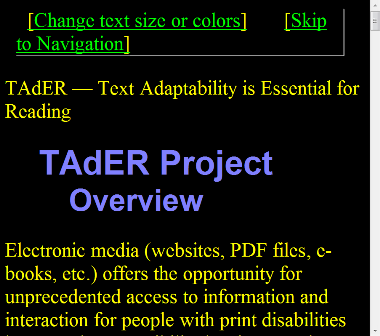 [Change text size or colors] [Skip
to Navigation]
TAdER — Text Adaptability is Essential for
Reading
TAdER Project
Overview
Electronic media (websites, PDF files, e-
books, etc.) offers the opportunity for
unprecedented access to information and
interaction for people with print disabilities